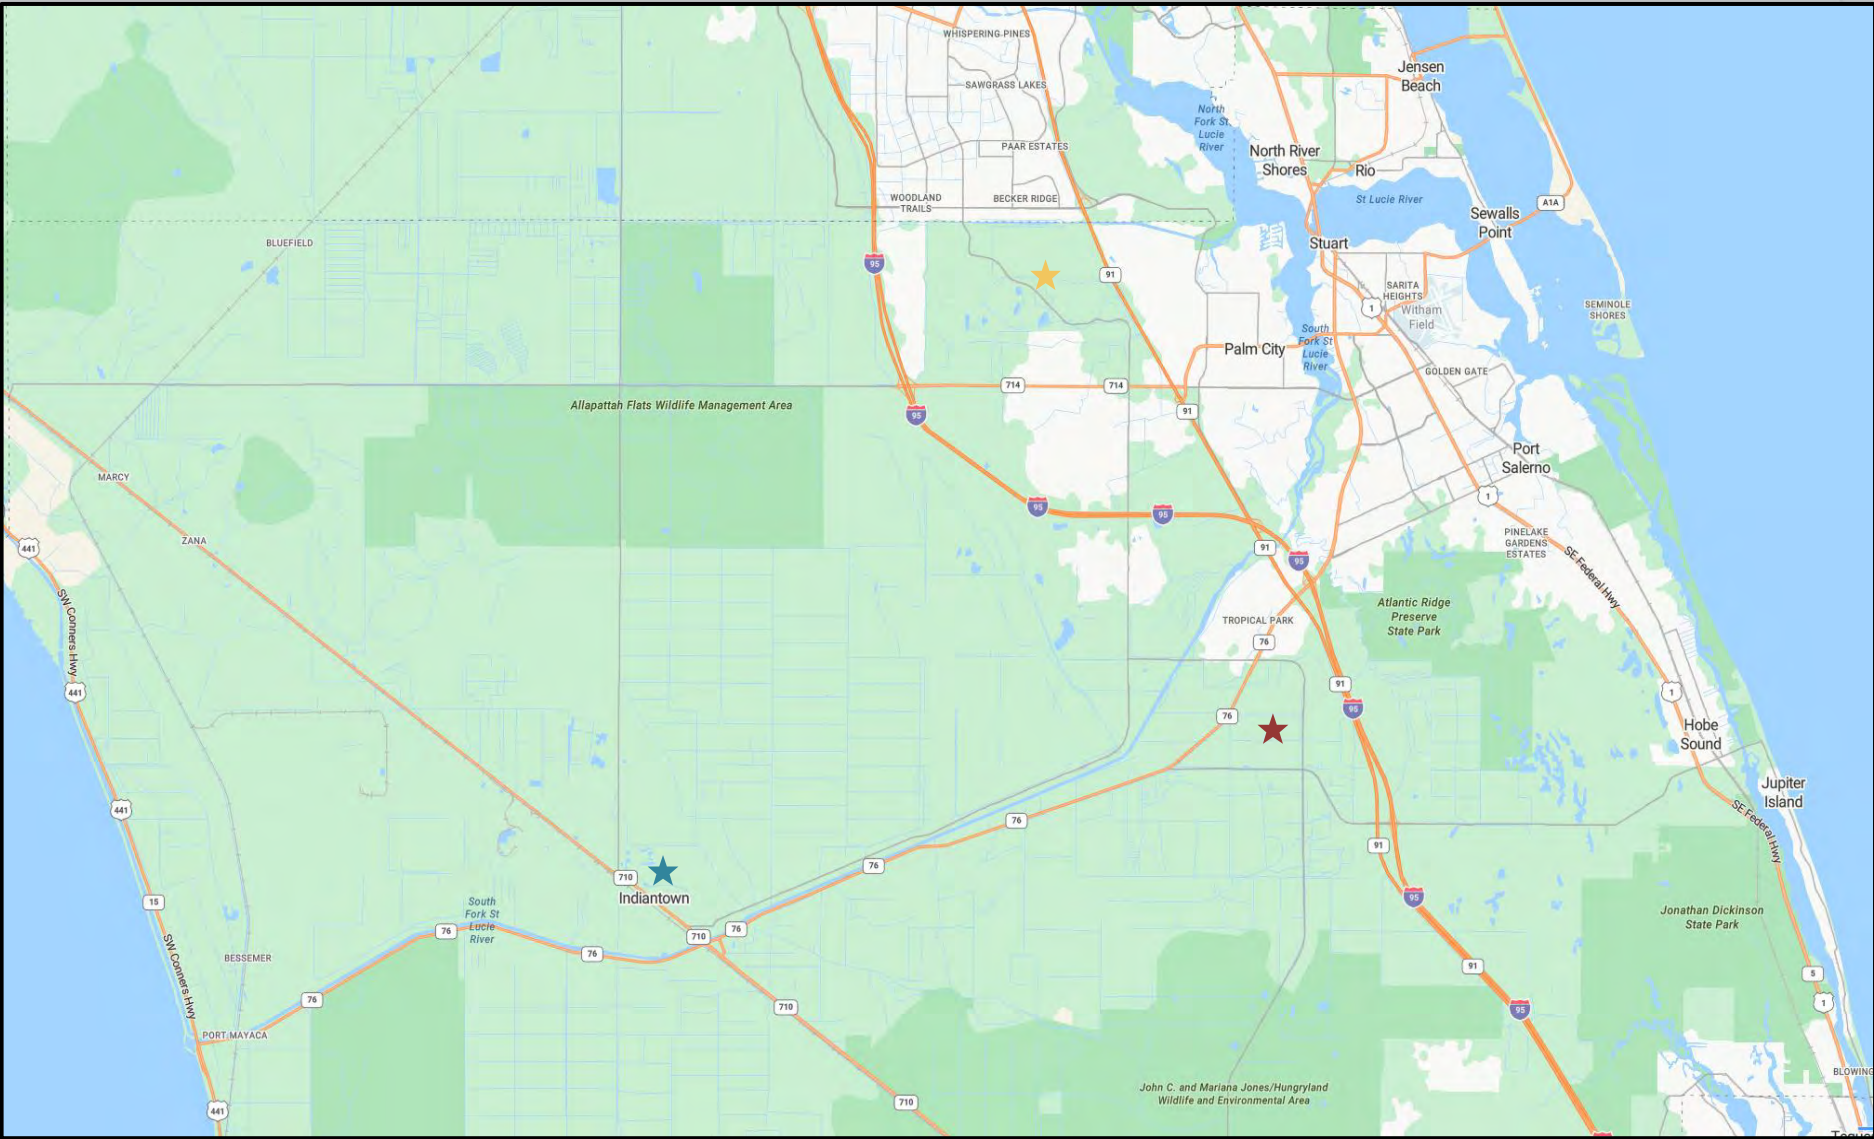 WHISPERING PINES
Jensen
Beach
SAWGRASS LAKES
North
Fork St
Lucie
River
PAAR ESTATES
North River
Shores
Rio
WOODLAND
TRAILS
BECKER RIDGE
St Lucie River
A1A
Sewalls
Point
BLUEFIELD
Stuart
95
91
SARITA
HEIGHTS
1
Witham
Field
SEMINOLE
SHORES
South
Fork St
Lucie
River
Palm City
GOLDEN GATE
714
714
Allapattah Flats Wildlife Management Area
95
91
Port
Salerno
MARCY
1
95
95
ZANA
441
91
95
PINELAKE
GARDENS
ESTATES
SE Federal Hwy
SW Conners Hwy
Atlantic Ridge
Preserve
State Park
TROPICAL PARK
76
441
91
1
95
76
Hobe
Sound
Jupiter
Island
441
76
SE Federal Hwy
91
76
710
Indiantown
95
15
South
Fork St
Lucie
River
76
76
710
76
Jonathan Dickinson
State Park
SW Conners Hwy
BESSEMER
91
5
76
710
95
1
PORT MAYACA
BLOWING
John C. and Mariana Jones/Hungryland
Wildlife and Environmental Area
710
441